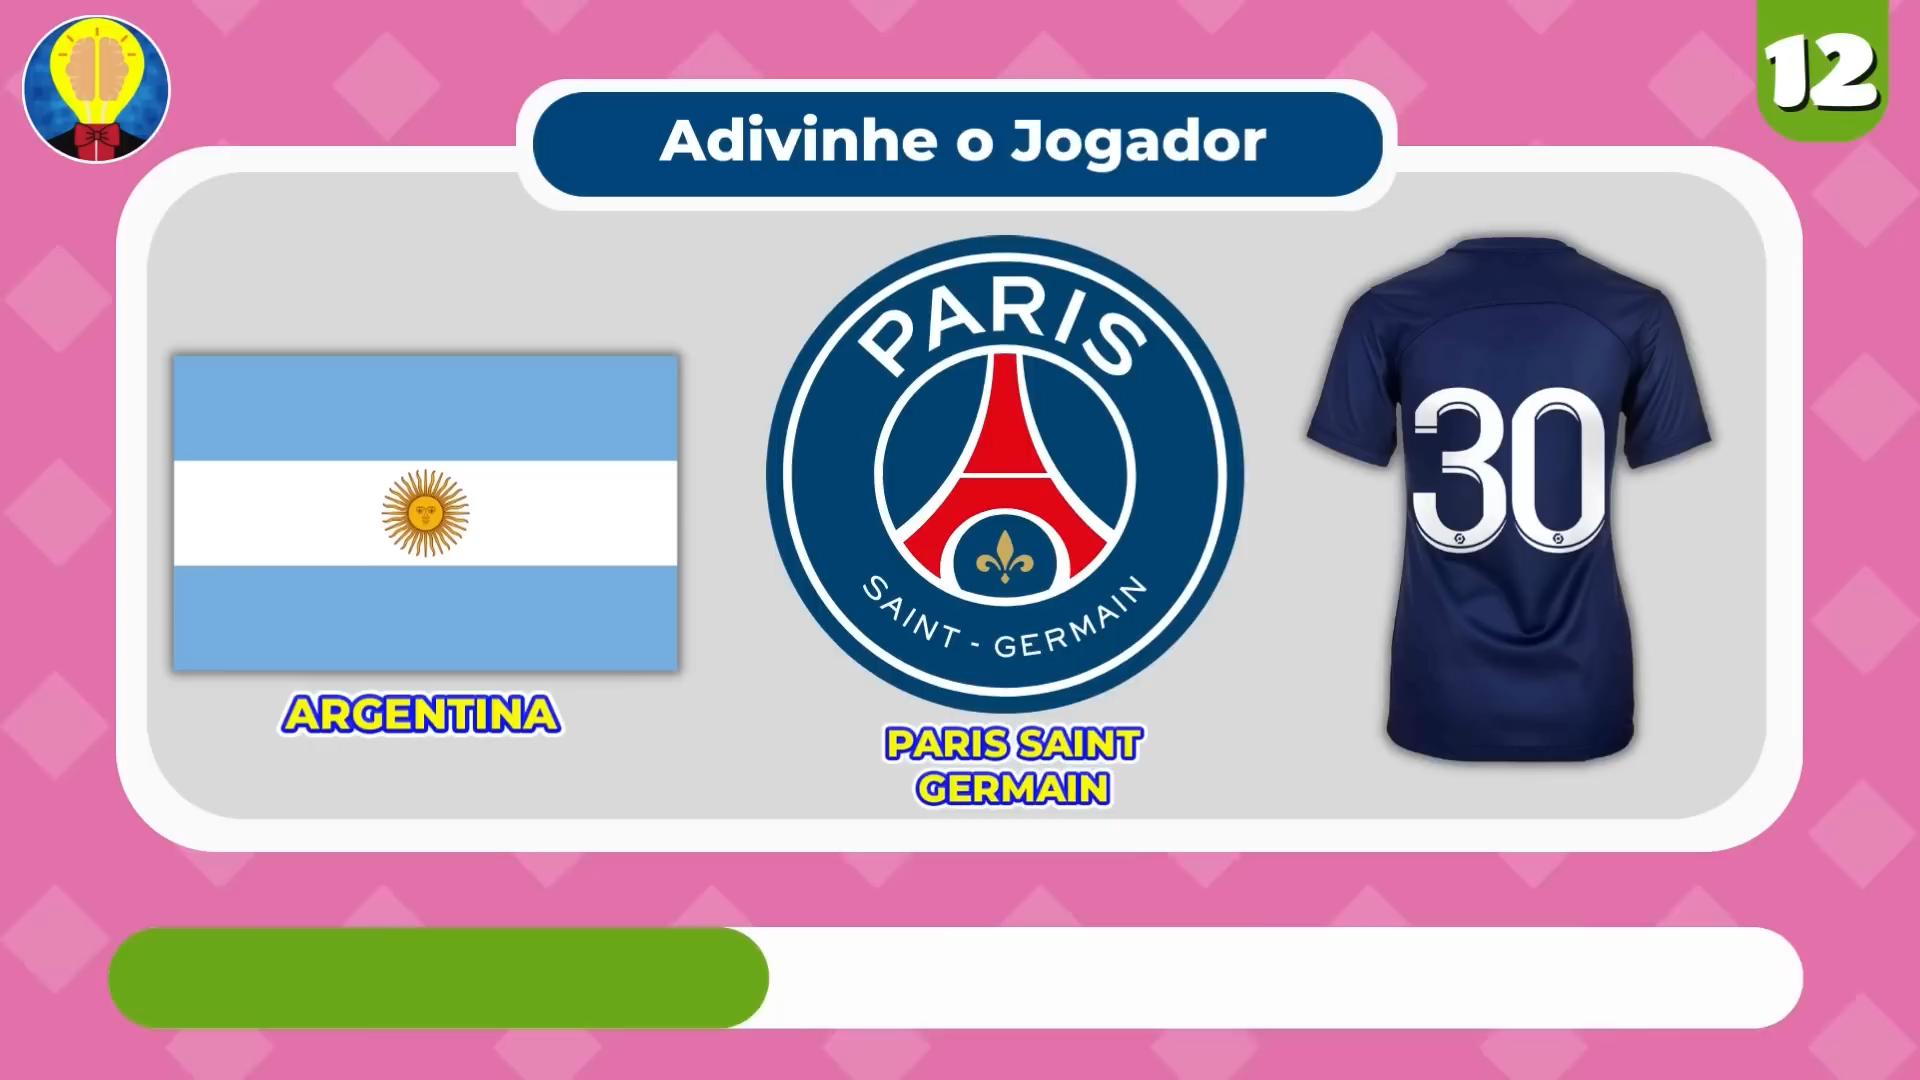 12
Adivinhe o Jogador
PARIS
SAINT - GERMAIN
30
ARGENTINA
PARIS SAINT
GERMAIN